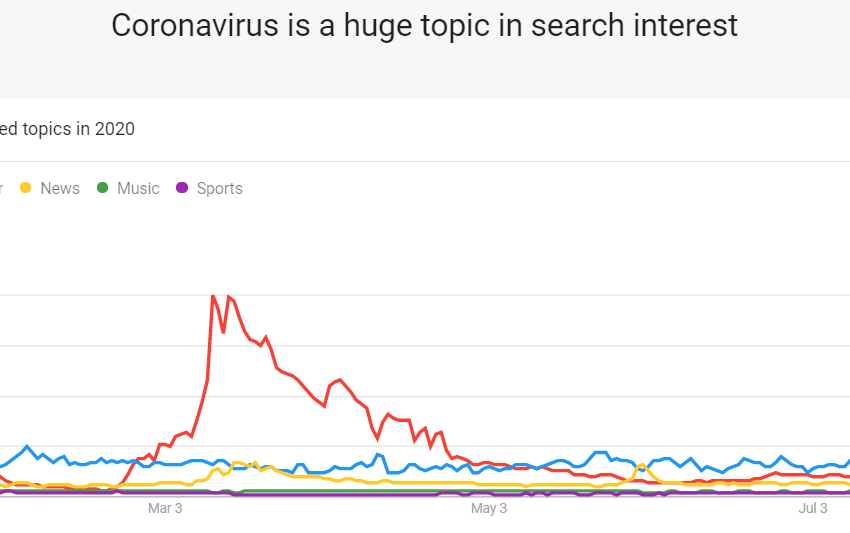 Coronavirus is a huge topic in search interest
ed topics in 2020
r News Music Sports
Mar 3 May 3 Jul 3